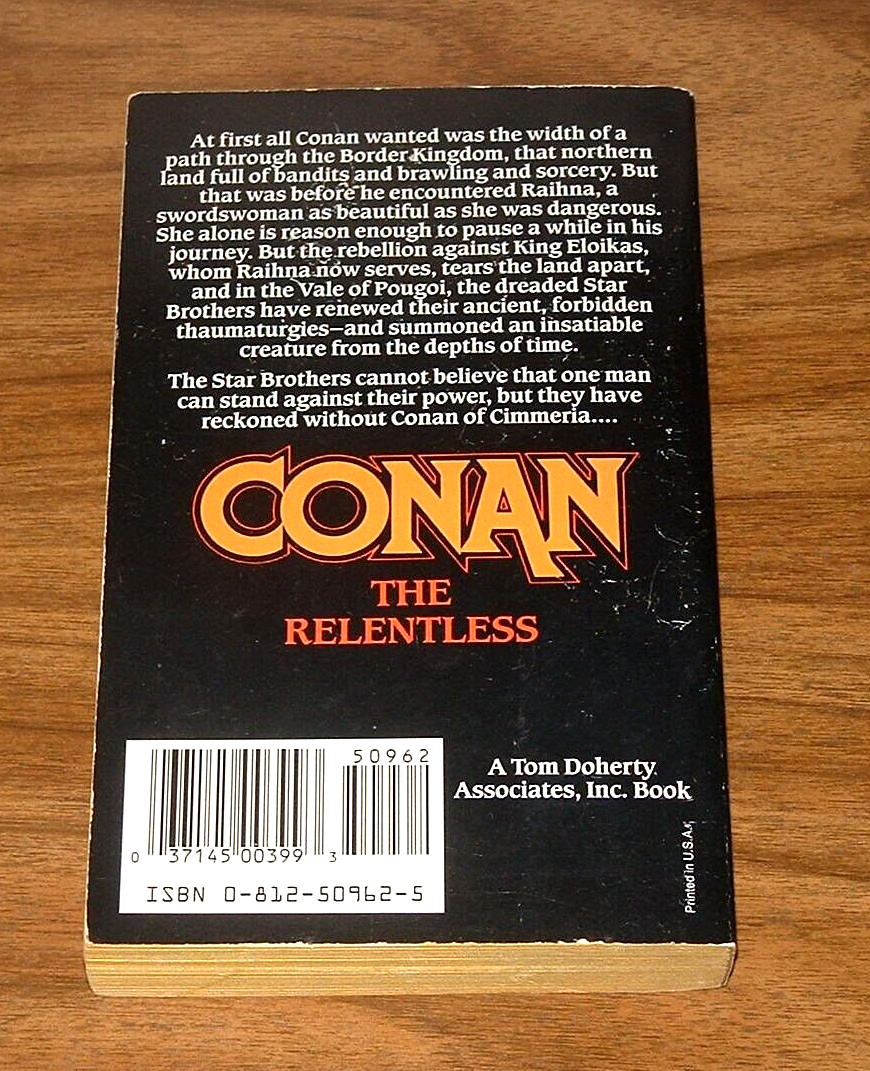 At first all Conan wanted was the width of a
path through the Border Kingdom, that northern
land full of bandits and brawling and sorcery. But
that was before he encountered Raihna, a
swordswoman as beautiful as she was dangerous.
She alone is reason enough to pause a while in his
journey. But the rebellion against King Eloikas,
whom Raihna now serves, tears the land apart,
and in the Vale of Pougoi, the dreaded Star
Brothers have renewed their ancient, forbidden
thaumaturgies—and summoned an insatiable
creature from the depths of time.
The Star Brothers cannot believe that one man
can stand against their power, but they have
reckoned without Conan of Cimmeria....
CONAN
THE
RELENTLESS
50962
0 37145 00399 3
ISBN 0-812-50962-5
A Tom Doherty
Associates, Inc. Book
Printed in U.S.A.